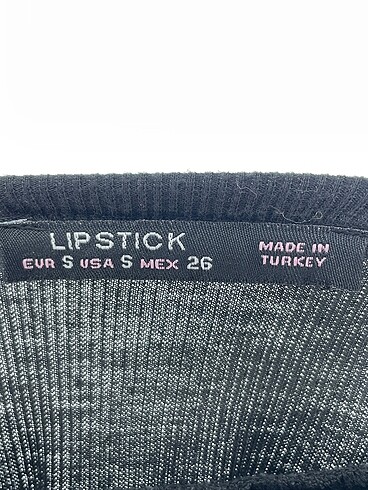 LIPSTICK
EUR S USA S MEX 26
MADE IN
TURKEY